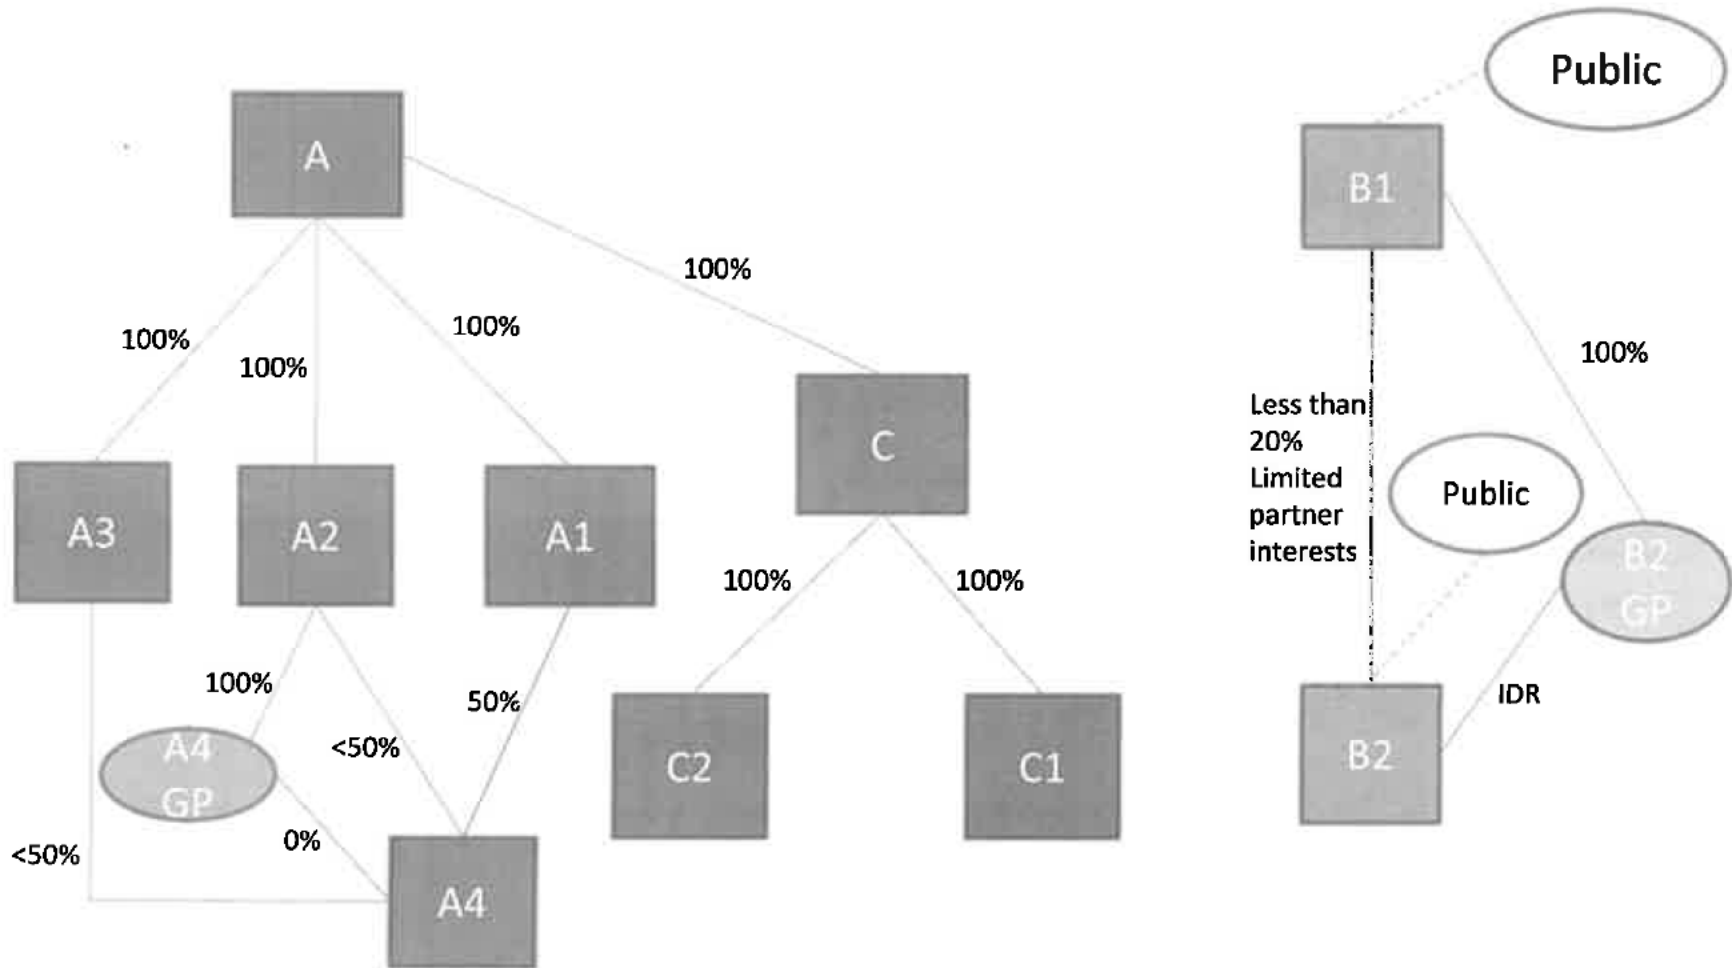 Public
A
B1
100%
100%
100%
100%
100%
Less than
20%
Limited
partner
interests
C
Public
A3
A2
A1
B2
GP
100%
100%
100%
50%
IDR
A4
GP
<50%
C2
C1
B2
0%
<50%
A4